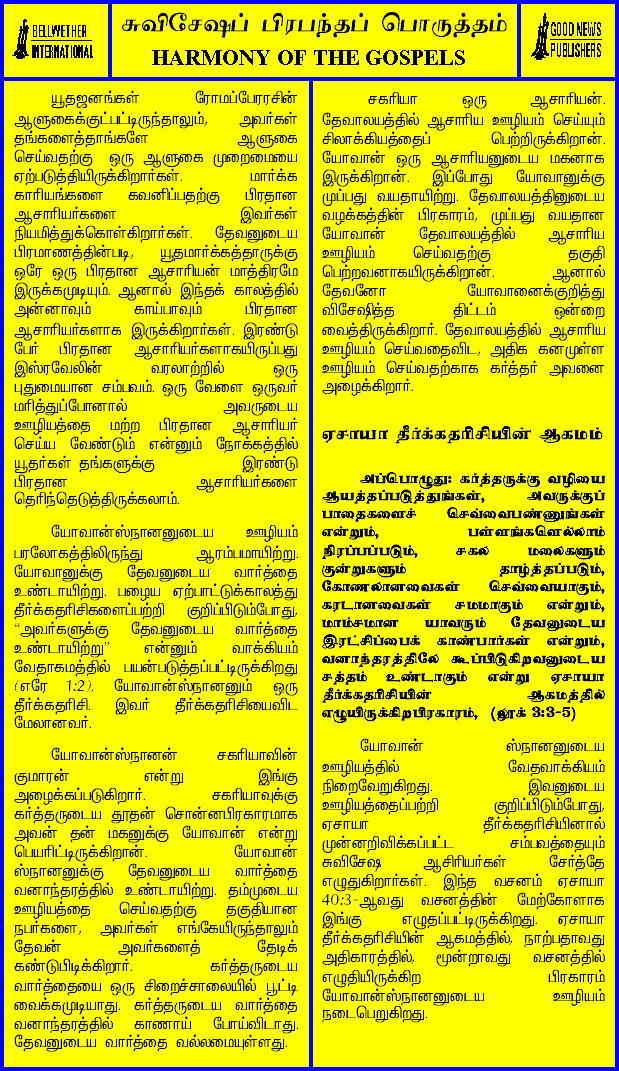 BELLWETHER
INTERNATIONAL
சுவிசேஷப் பிரபந்தப் பொருத்தம்
HARMONY OF THE GOSPELS
GOOD NEWS
PUBLISHERS
யூதஜனங்கள் ரோமப்பேரரசின்
ஆளுகைக்குட்பட்டிருந்தாலும், அவர்கள்
தங்களைத்தாங்களே ஆளுகை
செய்வதற்கு ஒரு ஆளுகை முறைமையை
ஏற்படுத்தியிருக்கிறார்கள். மார்க்க
காரியங்களை கவனிப்பதற்கு பிரதான
ஆசாரியர்களை இவர்கள்
நியமித்துக்கொள்கிறார்கள். தேவனுடைய
பிரமாணத்தின்படி, யூதமார்க்கத்தாருக்கு
ஒரே ஒரு பிரதான ஆசாரியன் மாத்திரமே
இருக்கமுடியும். ஆனால் இந்தக் காலத்தில்
அன்னாவும் காய்பாவும் பிரதான
ஆசாரியர்களாக இருக்கிறார்கள். இரண்டு
பேர் பிரதான ஆசாரியர்களாகயிருப்பது
இஸ்ரவேலின் வரலாற்றில் ஒரு
புதுமையான சம்பவம். ஒரு வேளை ஒருவர்
மரித்துப்போனால் அவருடைய
ஊழியத்தை மற்ற பிரதான ஆசாரியர்
செய்ய வேண்டும் என்னும் நோக்கத்தில்
யூதர்கள் தங்களுக்கு இரண்டு
பிரதான ஆசாரியர்களை
தெரிந்தெடுத்திருக்கலாம்.
யோவான்ஸ்நானனுடைய ஊழியம்
பரலோகத்திலிருந்து ஆரம்பமாயிற்று.
யோவானுக்கு தேவனுடைய வார்த்தை
உண்டாயிற்று. பழைய ஏற்பாட்டுக்காலத்து
தீர்க்கதரிசிகளைப்பற்றி குறிப்பிடும்போது,
“அவர்களுக்கு தேவனுடைய வார்த்தை
உண்டாயிற்று” என்னும் வாக்கியம்
வேதாகமத்தில் பயன்படுத்தப்பட்டிருக்கிறது
(எரே 1:2). யோவான்ஸ்நானனும் ஒரு
தீர்க்கதரிசி. இவர் தீர்க்கதரிசியைவிட
மேலானவர்.
யோவான்ஸ்நானன் சகரியாவின்
குமாரன் என்று இங்கு
அழைக்கப்படுகிறார். சகரியாவுக்கு
கர்த்தருடைய தூதன் சொன்னபிரகாரமாக
அவன் தன் மகனுக்கு யோவான் என்று
பெயரிட்டிருக்கிறான். யோவான்
ஸ்நானனுக்கு தேவனுடைய வார்த்தை
வனாந்தரத்தில் உண்டாயிற்று. தம்முடைய
ஊழியத்தை செய்வதற்கு தகுதியான
நபர்களை, அவர்கள் எங்கேயிருந்தாலும்
தேவன் அவர்களைத் தேடிக்
கண்டுபிடிக்கிறார். கர்த்தருடைய
வார்த்தையை ஒரு சிறைச்சாலையில் பூட்டி
வைக்கமுடியாது. கர்த்தருடைய வார்த்தை
வனாந்தரத்தில் காணாய் போய்விடாது.
தேவனுடைய வார்த்தை வல்லமையுள்ளது.
சகரியா ஒரு ஆசாரியன்.
தேவாலயத்தில் ஆசாரிய ஊழியம் செய்யும்
சிலாக்கியத்தைப் பெற்றிருக்கிறான்.
யோவான் ஒரு ஆசாரியனுடைய மகனாக
இருக்கிறான். இப்போது யோவானுக்கு
முப்பது வயதாயிற்று. தேவாலயத்தினுடைய
வழக்கத்தின் பிரகாரம், முப்பது வயதான
யோவான் தேவாலயத்தில் ஆசாரிய
ஊழியம் செய்வதற்கு தகுதி
பெற்றவனாகயிருக்கிறான். ஆனால்
தேவனோ யோவானைக்குறித்து
விசேஷித்த திட்டம் ஒன்றை
வைத்திருக்கிறார். தேவாலயத்தில் ஆசாரிய
ஊழியம் செய்வதைவிட, அதிக கனமுள்ள
ஊழியம் செய்வதற்காக கர்த்தர் அவனை
அழைக்கிறார்.
ஏசாயா தீர்க்கதரிசியின் ஆகமம்
அப்பொழுது: கர்த்தருக்கு வழியை
ஆயத்தப்படுத்துங்கள், அவருக்குப்
பாதைகளைச் செவ்வைபண்ணுங்கள்
என்றும், பள்ளங்களெல்லாம்
நிரப்பப்படும், சகல மலைகளும்
குன்றுகளும் தாழ்த்தப்படும்,
கோணலானவைகள் செவ்வையாகும்,
கரடானவைகள் சமமாகும் என்றும்,
மாம்சமான யாவரும் தேவனுடைய
இரட்சிப்பைக் காண்பார்கள் என்றும்,
வனாந்தரத்திலே கூப்பிடுகிறவனுடைய
சத்தம் உண்டாகும் என்று ஏசாயா
தீர்க்கதரிசியின் ஆகமத்தில்
எழுயிருக்கிறபிரகாரம், (லூக் 3:3-5)
யோவான் ஸ்நானனுடைய
ஊழியத்தில் வேதவாக்கியம்
நிறைவேறுகிறது. இவனுடைய
ஊழியத்தைப்பற்றி குறிப்பிடும்போது,
ஏசாயா தீர்க்கதரிசியினால்
முன்னறிவிக்கப்பட்ட சம்பவத்தையும்
சுவிசேஷ ஆசிரியர்கள் சேர்த்தே
எழுதுகிறார்கள். இந்த வசனம் ஏசாயா
40:3-ஆவது வசனத்தின் மேற்கோளாக
இங்கு எழுதப்பட்டிருக்கிறது. ஏசாயா
தீர்க்கதரிசியின் ஆகமத்தில், நாற்பதாவது
அதிகாரத்தில், மூன்றாவது வசனத்தில்
எழுதியிருக்கிற பிரகாரம்
யோவான்ஸ்நானனுடைய ஊழியம்
நடைபெறுகிறது.